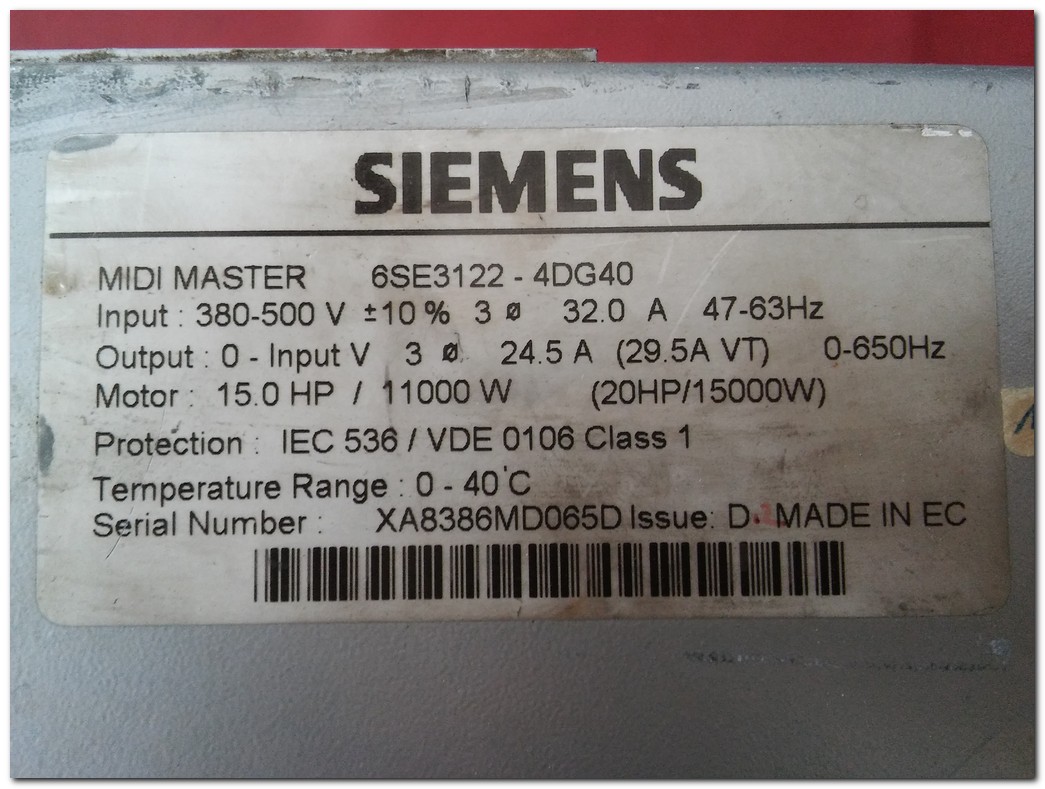 SIEMENS
MIDI MASTER 6SE3122 - 4DG40
Input : 380-500 V ±10 % 3 ø 32.0 A 47-63Hz
Output : 0 - Input V 3 ø 24.5 A (29.5A VT) 0-650Hz
Motor : 15.0 HP / 11000 W (20HP/15000W)
Protection : IEC 536 / VDE 0106 Class 1
Temperature Range : 0 - 40°C
Serial Number : XA8386MD065D Issue: D MADE IN EC